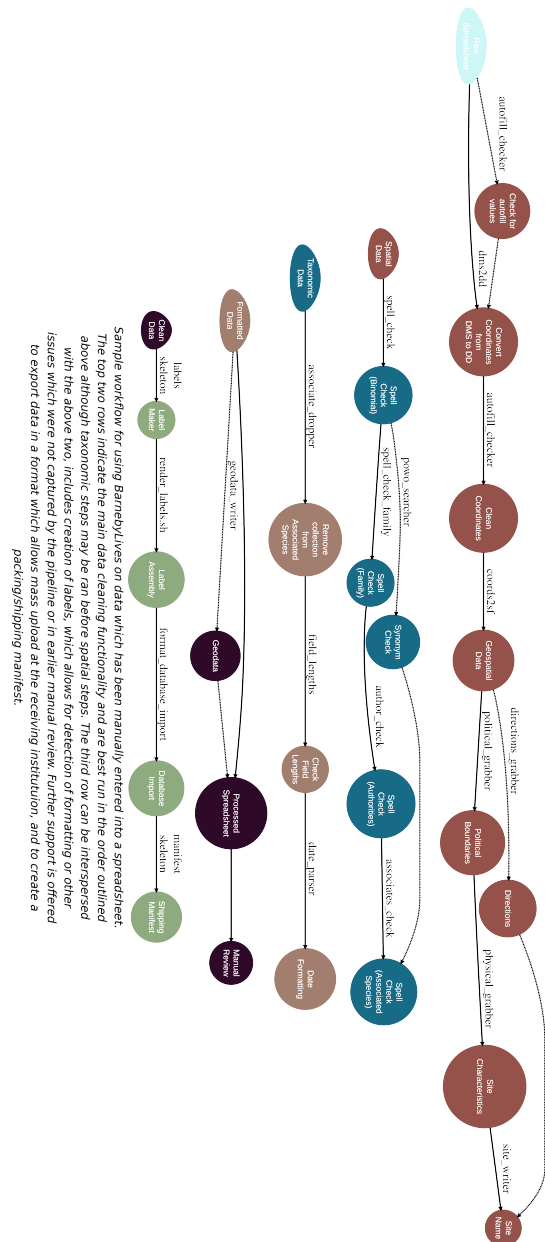 Raw
Spreadsheet
autofill_checker
Check for
autofill
values
dms2dd
Convert
Coordinates
from
DMS to DD
autofill_checker
Clean
Coordinates
coords2sf
Geospatial
Data
directions_grabber
political_grabber
Political
Boundaries
Directions
physical_grabber
Site
Characteristics
site_writer
Site
Name
Spatial
Data
spell_check
Spell
Check
(Binomial)
powo_searcher
spell_check_family
Spell
Check
(Family)
Synonym
Check
author_check
Spell
Check
(Authorities)
associates_check
Spell
Check
(Associated
Species)
Taxonomic
Data
associate_dropper
Remove
collection
from
Associated
Species
field_lengths
Check
Field
Lengths
date_parser
Date
Formatting
Formatted
Data
geodata_writer
Geodata
Processed
Spreadsheet
Manual
Review
Clean
Data
labels
skeleton
Label
Maker
render_labels.sh
Label
Assembly
format_database_import
Database
Import
manifest
skeleton
Shipping
Manifest
Sample workflow for using BarnebyLives on data which has been manually entered into a spreadsheet.
The top two rows indicate the main data cleaning functionality and are best run in the order outlined
above although taxonomic steps may be ran before spatial steps. The third row can be interspersed
with the above two, includes creation of labels, which allows for detection of formatting or other
issues which were not captured by the pipeline or in earlier manual review. Further support is offered
to export data in a format which allows mass upload at the receiving institutuion, and to create a
packing/shipping manifest.